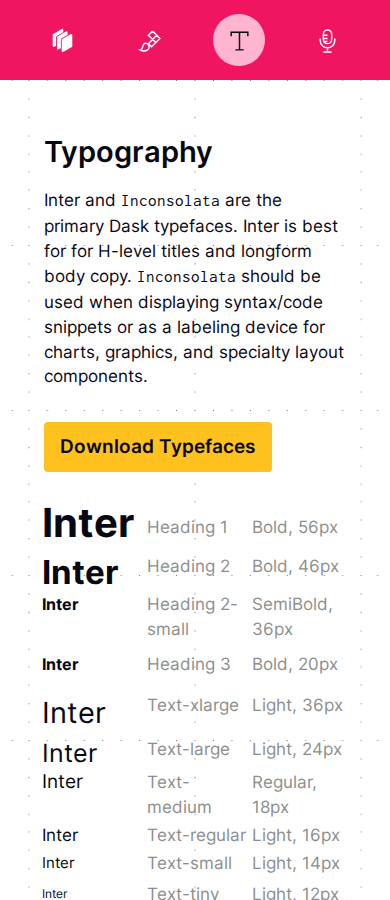 Typography
Inter and Inconsolata are the
primary Dask typefaces. Inter is best
for for H-level titles and longform
body copy. Inconsolata should be
used when displaying syntax/code
snippets or as a labeling device for
charts, graphics, and specialty layout
components.
Download Typefaces
Inter Heading 1 Bold, 56px
Inter Heading 2 Bold, 46px
Inter Heading 2- SemiBold,
small 36px
Inter Heading 3 Bold, 20px
Inter Text-xlarge Light, 36px
Inter Text-large Light, 24px
Inter Text- Regular,
medium 18px
Inter Text-regular Light, 16px
Inter Text-small Light, 14px
Inter Text-tiny Light, 12px